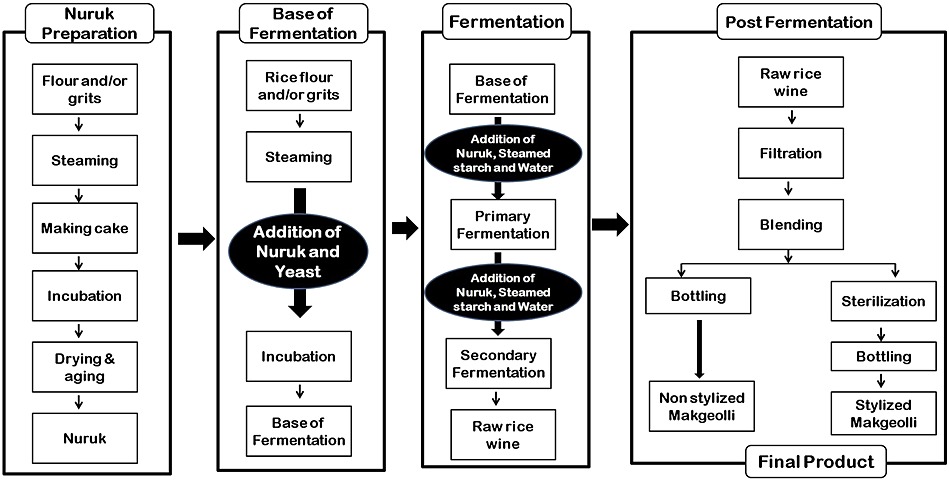 Nuruk
Preparation
Flour and/or
grits
Steaming
Making cake
Incubation
Drying &
aging
Nuruk
Base of
Fermentation
Rice flour
and/or grits
Steaming
Addition of
Nuruk and
Yeast
Incubation
Base of
Fermentation
Fermentation
Base of
Fermentation
Addition of
Nuruk, Steamed
starch and Water
Primary
Fermentation
Addition of
Nuruk, Steamed
starch and Water
Secondary
Fermentation
Raw rice
wine
Post Fermentation
Raw rice
wine
Filtration
Blending
Bottling
Non stylized
Makgeolli
Sterilization
Bottling
Stylized
Makgeolli
Final Product